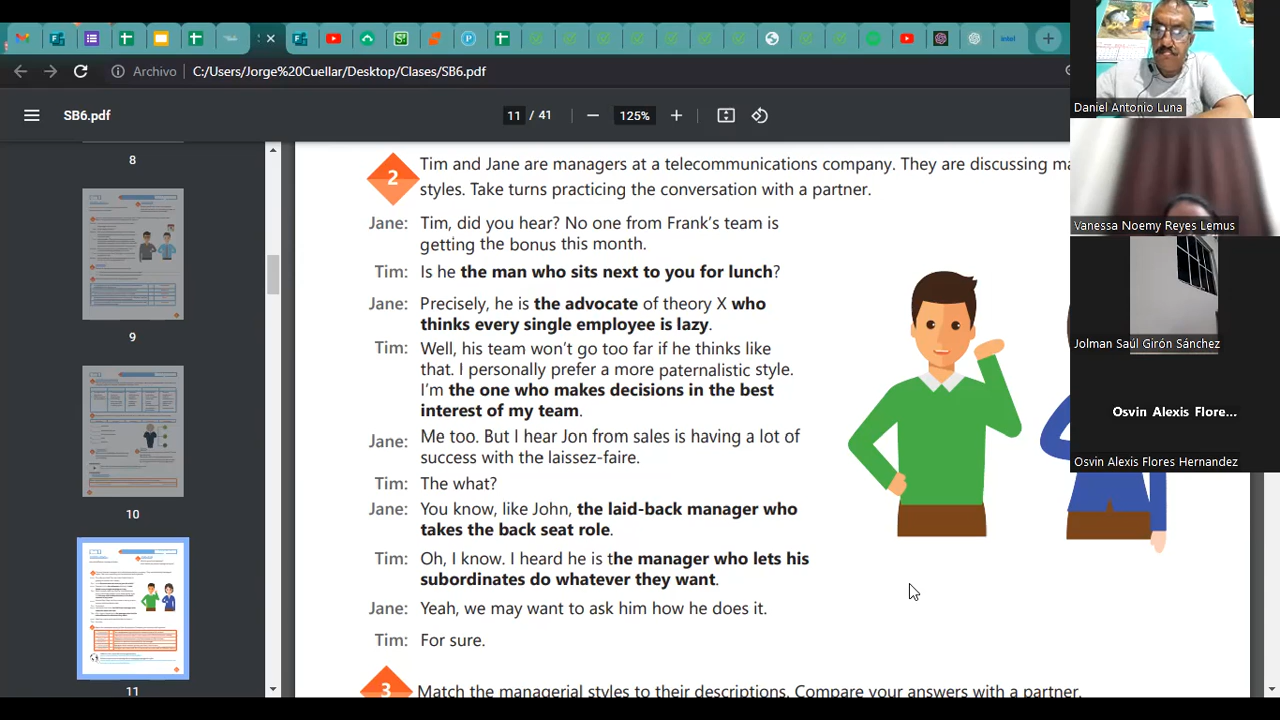 Archivo
C:/Users/Jorge%20Cuellar/Desktop/clases/SB6.pdf
SB6.pdf
11 / 41
125%
8
9
10
11
2
Tim and Jane are managers at a telecommunications company. They are discussing
styles. Take turns practicing the conversation with a partner.
Jane: Tim, did you hear? No one from Frank's team is
getting the bonus this month.
Tim: Is he the man who sits next to you for lunch?
Jane: Precisely, he is the advocate of theory X who
thinks every single employee is lazy.
Tim: Well, his team won't go too far if he thinks like
that. I personally prefer a more paternalistic style.
I'm the one who makes decisions in the best
interest of my team.
Jane: Me too. But I hear Jon from sales is having a lot of
success with the laissz-faire.
Tim: The what?
Jane: You know, like John, the laid-back manager who
takes the back seat role.
Tim: Oh, I know. I heard he is the manager who lets his
subordinates do whatever they want.
Jane: Yeah, we may want to ask him how he does it.
Tim: For sure.
3
Match the managerial styles to their descriptions. Compare your answers with a partner.
Daniel Antonio Luna
Vanessa Noemy Reyes Lemus
Jolman Saúl Girón Sánchez
Osvin Alexis Flore...
Osvin Alexis Flores Hernandez